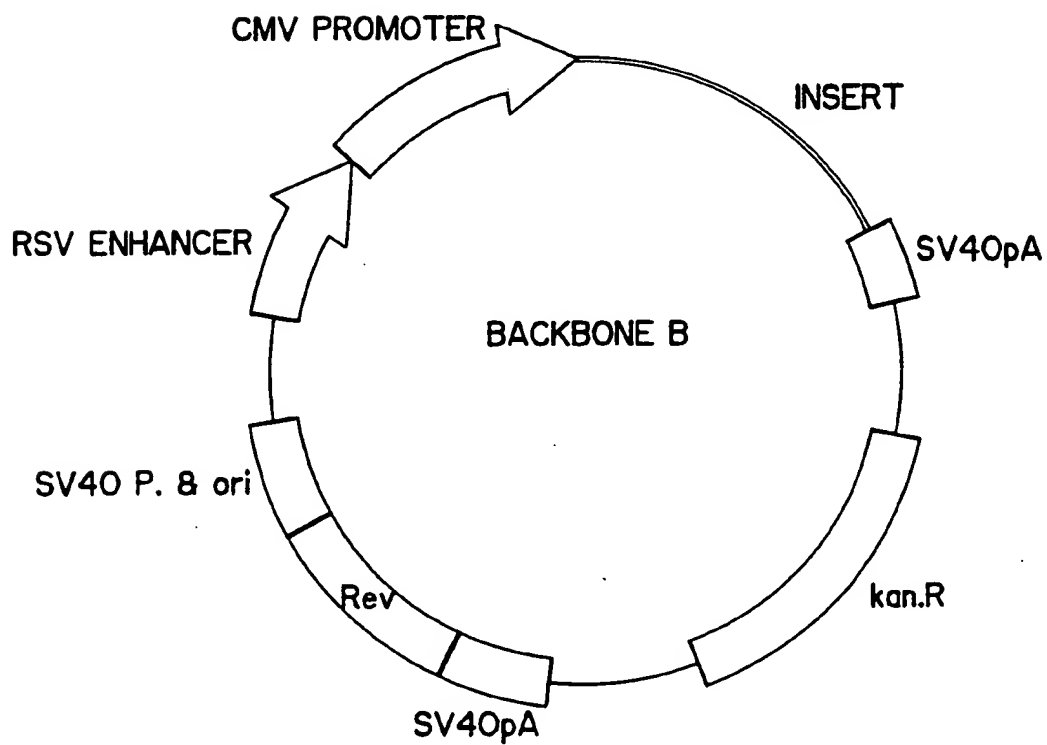 CMV PROMOTER
INSERT
RSV ENHANCER
SV40pA
BACKBONE B
SV40 P. & ori
Rev
kan.R
SV40pA